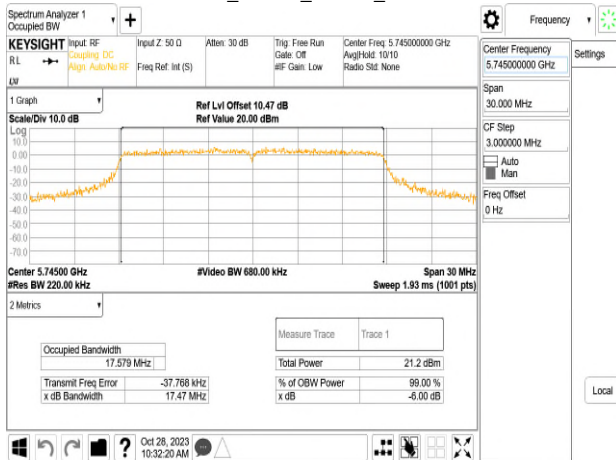 Spectrum Analyzer 1
Occupied BW
KEYSIGHT
RL
LXI
Input: RF
Coupling: DC
Align: Auto/No RF
Input Z: 50 Ω
Freq Ref: Int (S)
Atten: 30 dB
Trig: Free Run
Gate: Off
#IF Gain: Low
Center Freq: 5.745000000 GHz
Avg|Hold: 10/10
Radio Std: None
1 Graph
Scale/Div 10.0 dB
Ref Lvl Offset 10.47 dB
Ref Value 20.00 dBm
Log
10.0
0.00
-10.0
-20.0
-30.0
-40.0
-50.0
-60.0
-70.0
Center 5.74500 GHz
#Video BW 680.00 kHz
Span 30 MHz
#Res BW 220.00 kHz
Sweep 1.93 ms (1001 pts)
2 Metrics
Occupied Bandwidth
17.579 MHz
Transmit Freq Error -37.768 kHz
x dB Bandwidth 17.47 MHz
Measure Trace Trace 1
Total Power 21.2 dBm
% of OBW Power 99.00 %
x dB -6.00 dB
Oct 28, 2023
10:32:20 AM
Frequency
Center Frequency
5.745000000 GHz
Span
30.000 MHz
CF Step
3.000000 MHz
Auto
Man
Freq Offset
0 Hz
Settings
Local